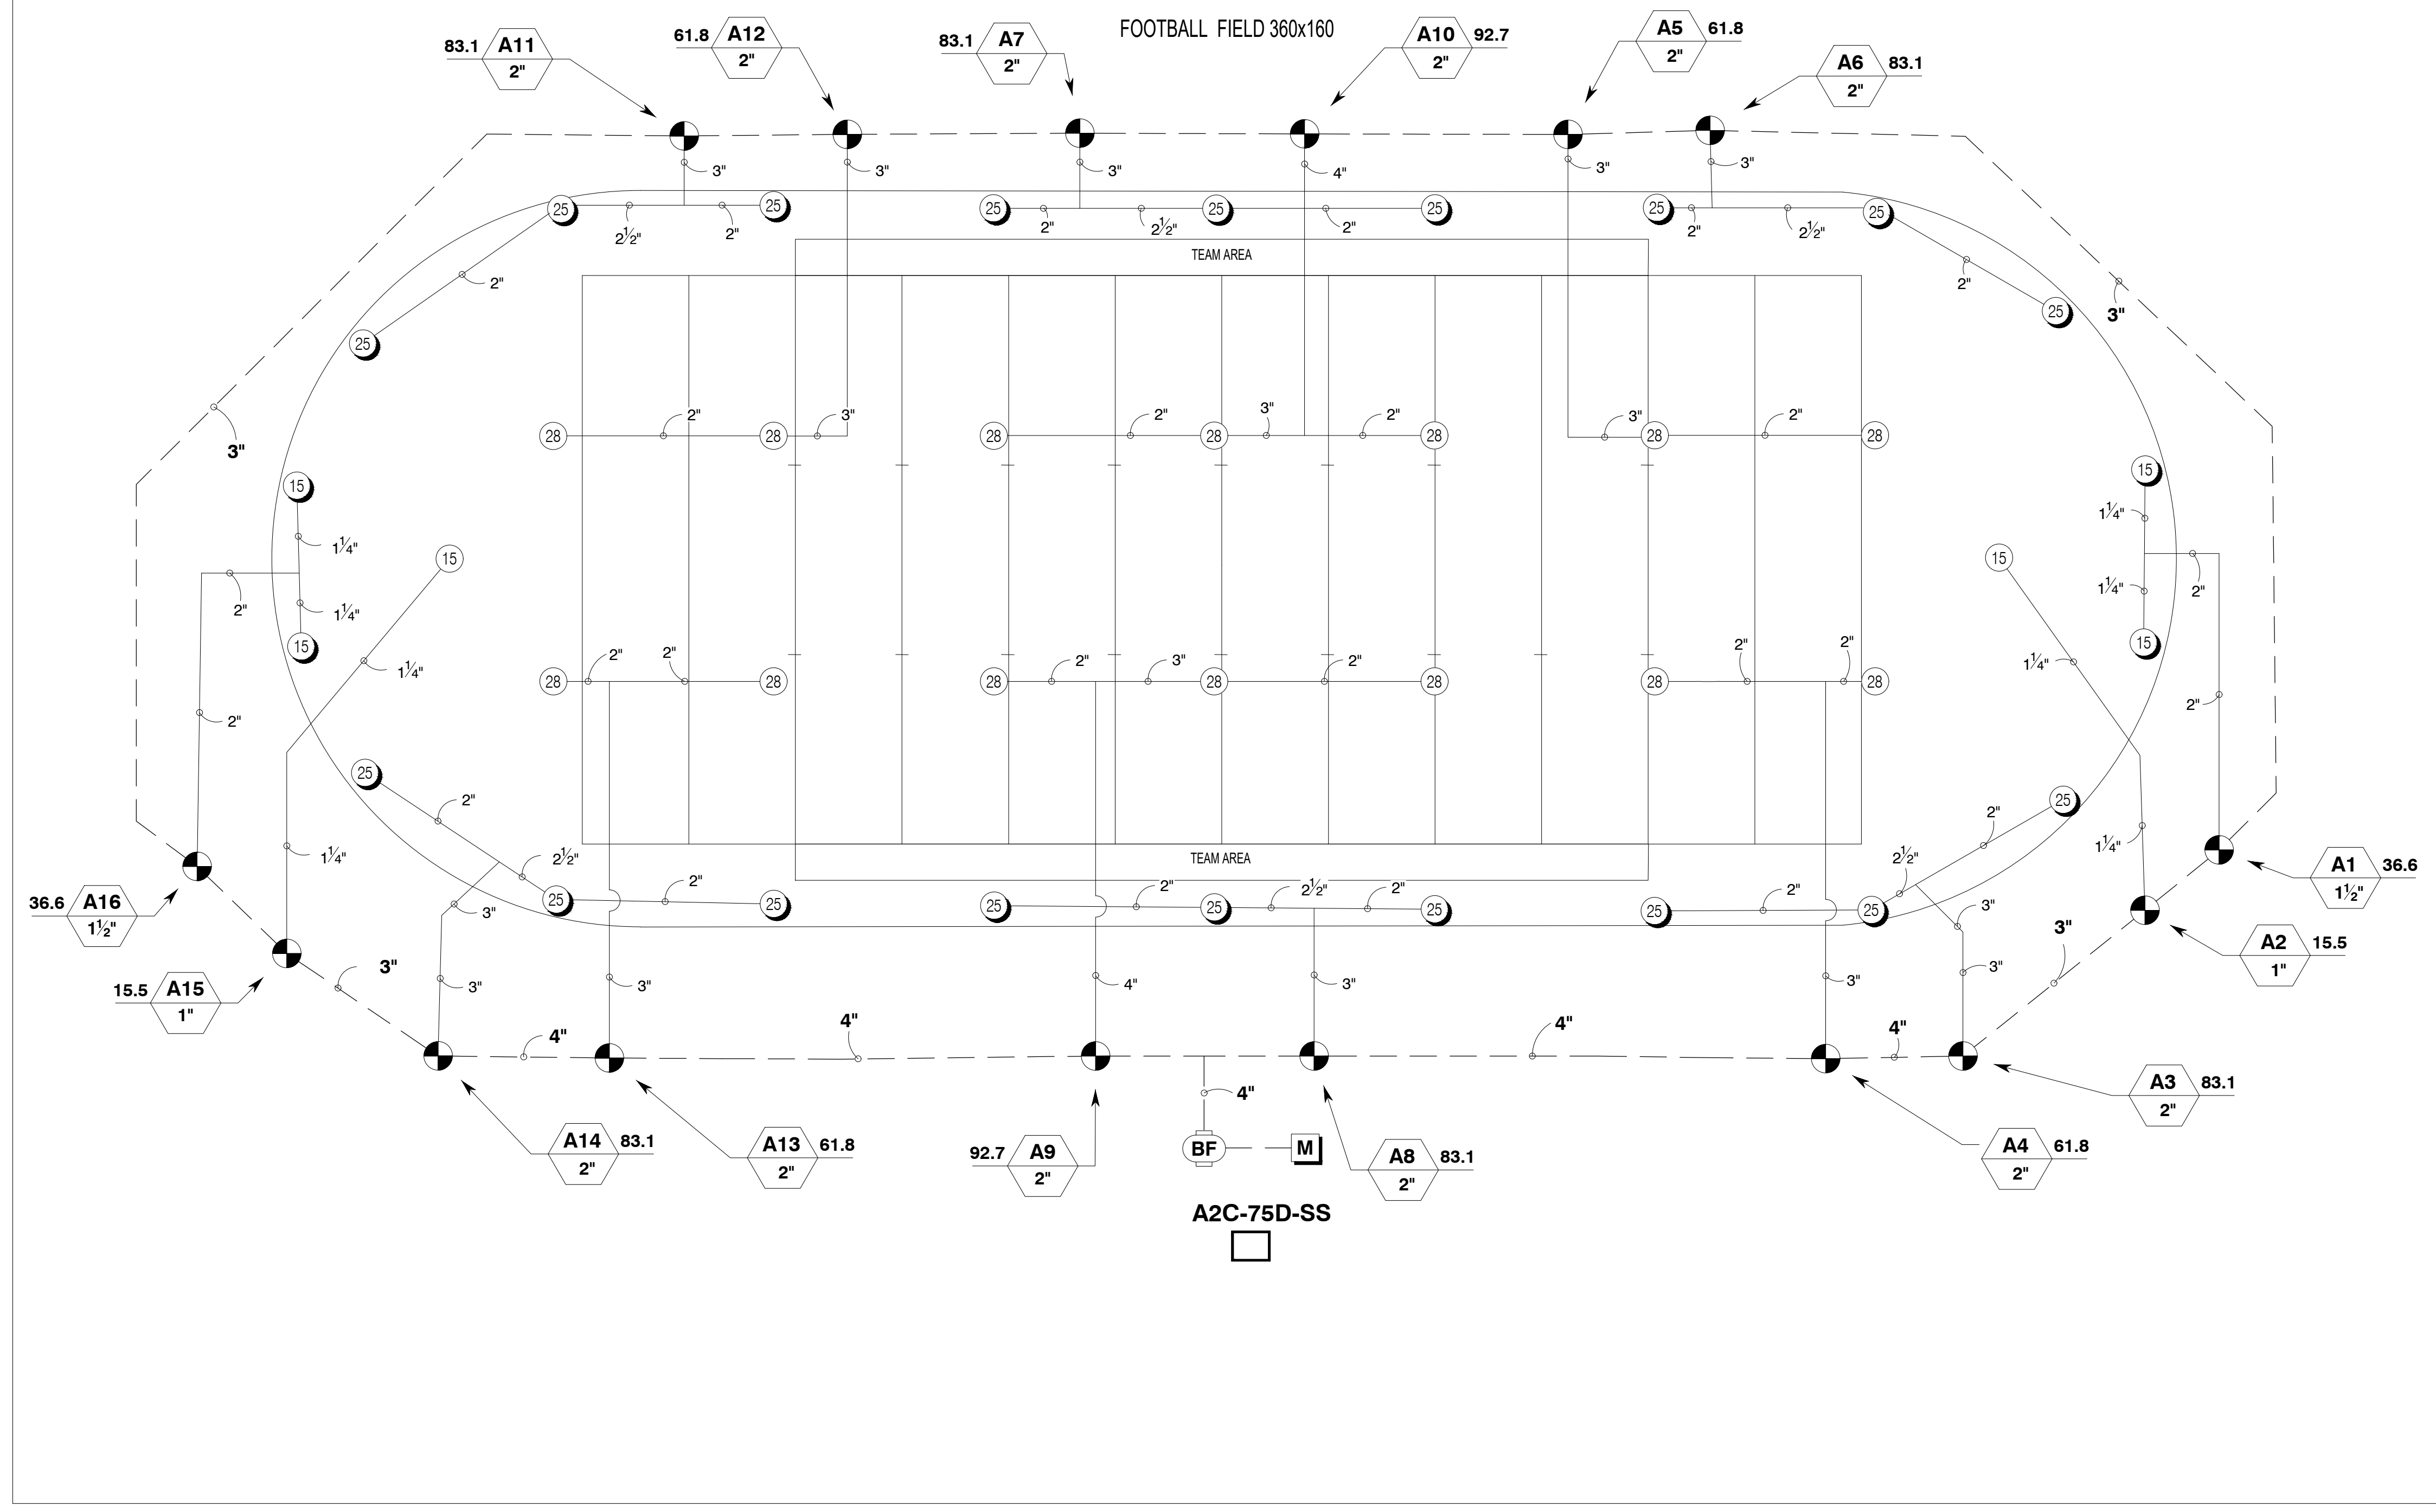 FOOTBALL FIELD 360x160
83.1 A11 2"
61.8 A12 2"
83.1 A7 2"
A10 92.7 2"
A5 61.8 2"
A6 83.1 2"
3" 3" 3" 4" 3" 3"
25 25 25 25 25 25 25
2½" 2" 2" 2½" 2" 2" 2½"
TEAM AREA
2" 2"
25 25
3" 3"
2" 3" 2" 3" 2" 3" 2"
28 28 28 28 28 28 28
15 15
1¼" 1¼"
15 15
2" 1¼" 1¼" 2"
15 15
2" 2" 2" 3" 2" 2" 2"
28 28 28 28 28 28 28
1¼" 1¼"
2" 2"
25 25
2" 2"
1¼" 1¼"
TEAM AREA
2½" 2½"
2" 2" 2½" 2" 2"
25 25 25 25 25 25 25
3" 3"
A1 36.6 1½"
36.6 A16 1½"
3"
A2 15.5 1"
3"
15.5 A15 1"
3" 3" 4" 3" 3" 3"
4" 4" 4" 4"
A3 83.1 2"
4"
A14 83.1 2"
A13 61.8 2"
92.7 A9 2"
BF M
A8 83.1 2"
A4 61.8 2"
A2C-75D-SS